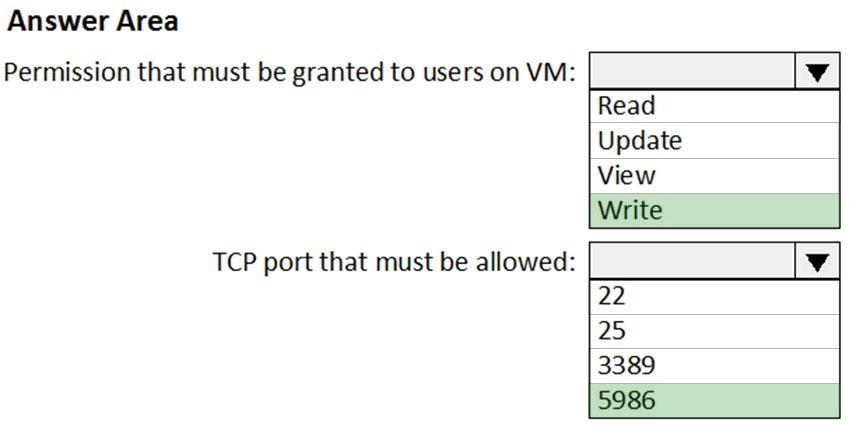 Answer Area
Permission that must be granted to users on VM:
Read
Update
View
Write
TCP port that must be allowed:
22
25
3389
5986